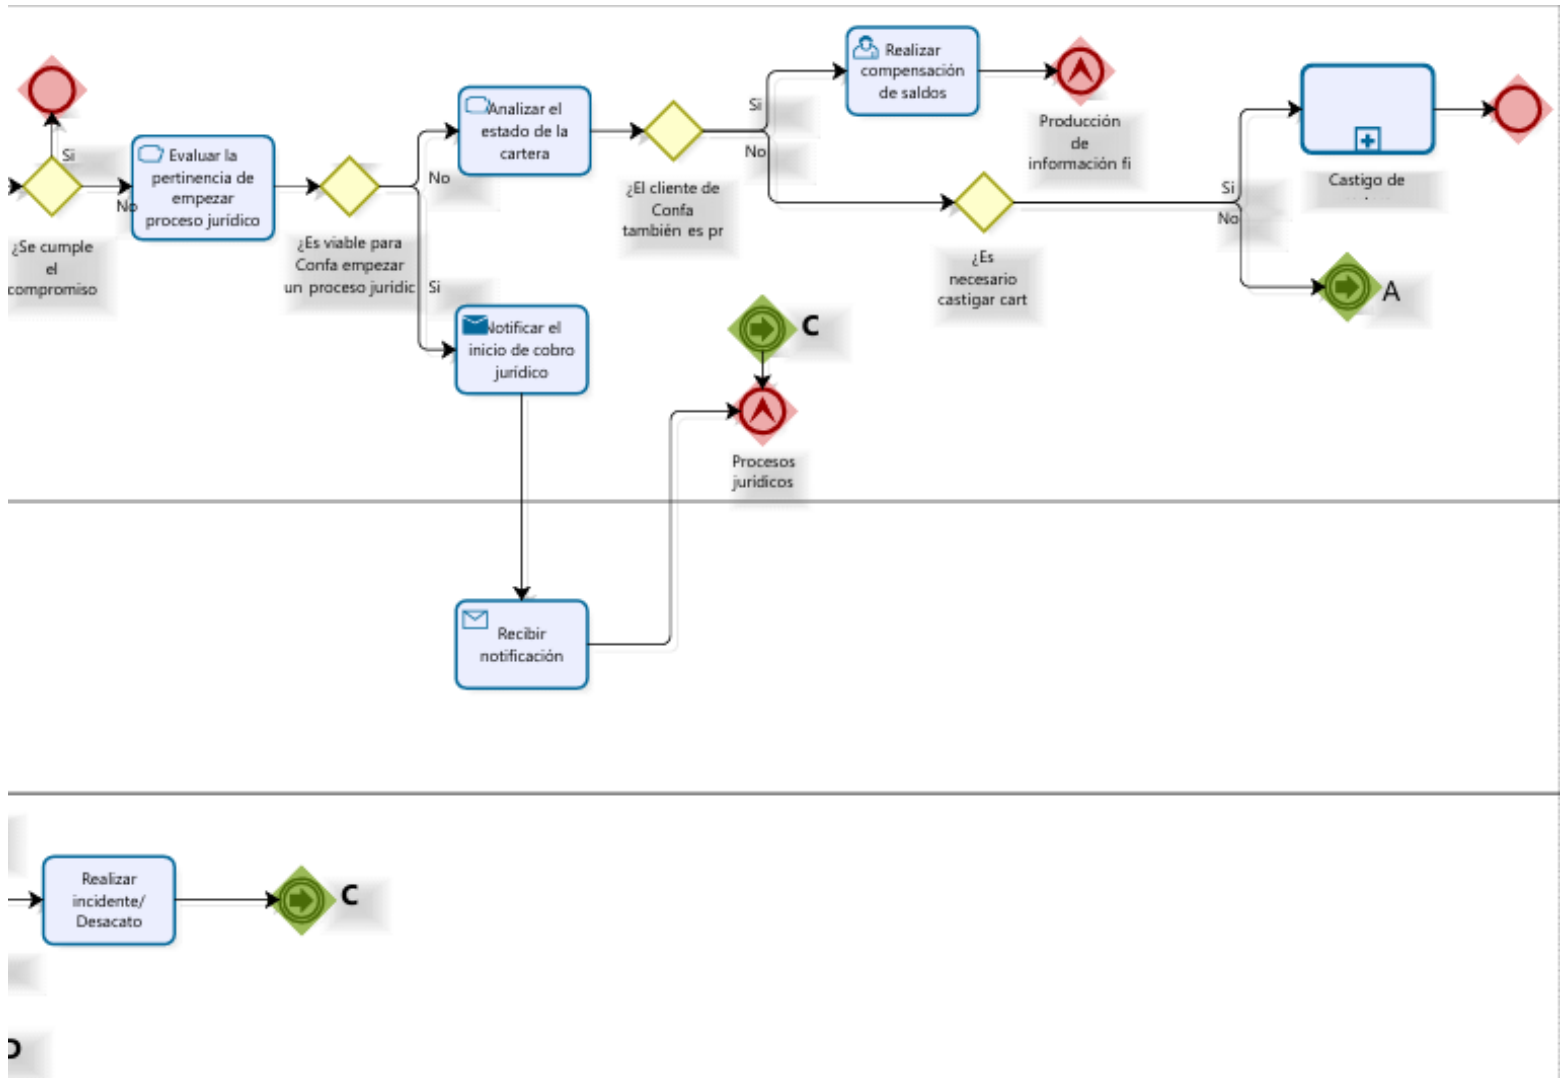 Si
No
¿Se cumple
el
compromiso
Evaluar la
pertinencia de
empezar
proceso jurídico
¿Es viable para
Confa empezar
un proceso jurídic
No
Si
Analizar el
estado de la
cartera
¿El cliente de
Confa
también es pr
Si
No
Realizar
compensación
de saldos
Producción
de
información fi
¿Es
necesario
castigar cart
Si
No
Castigo de
A
Notificar el
inicio de cobro
jurídico
C
Procesos
jurídicos
Recibir
notificación
Realizar
incidente/
Desacato
C